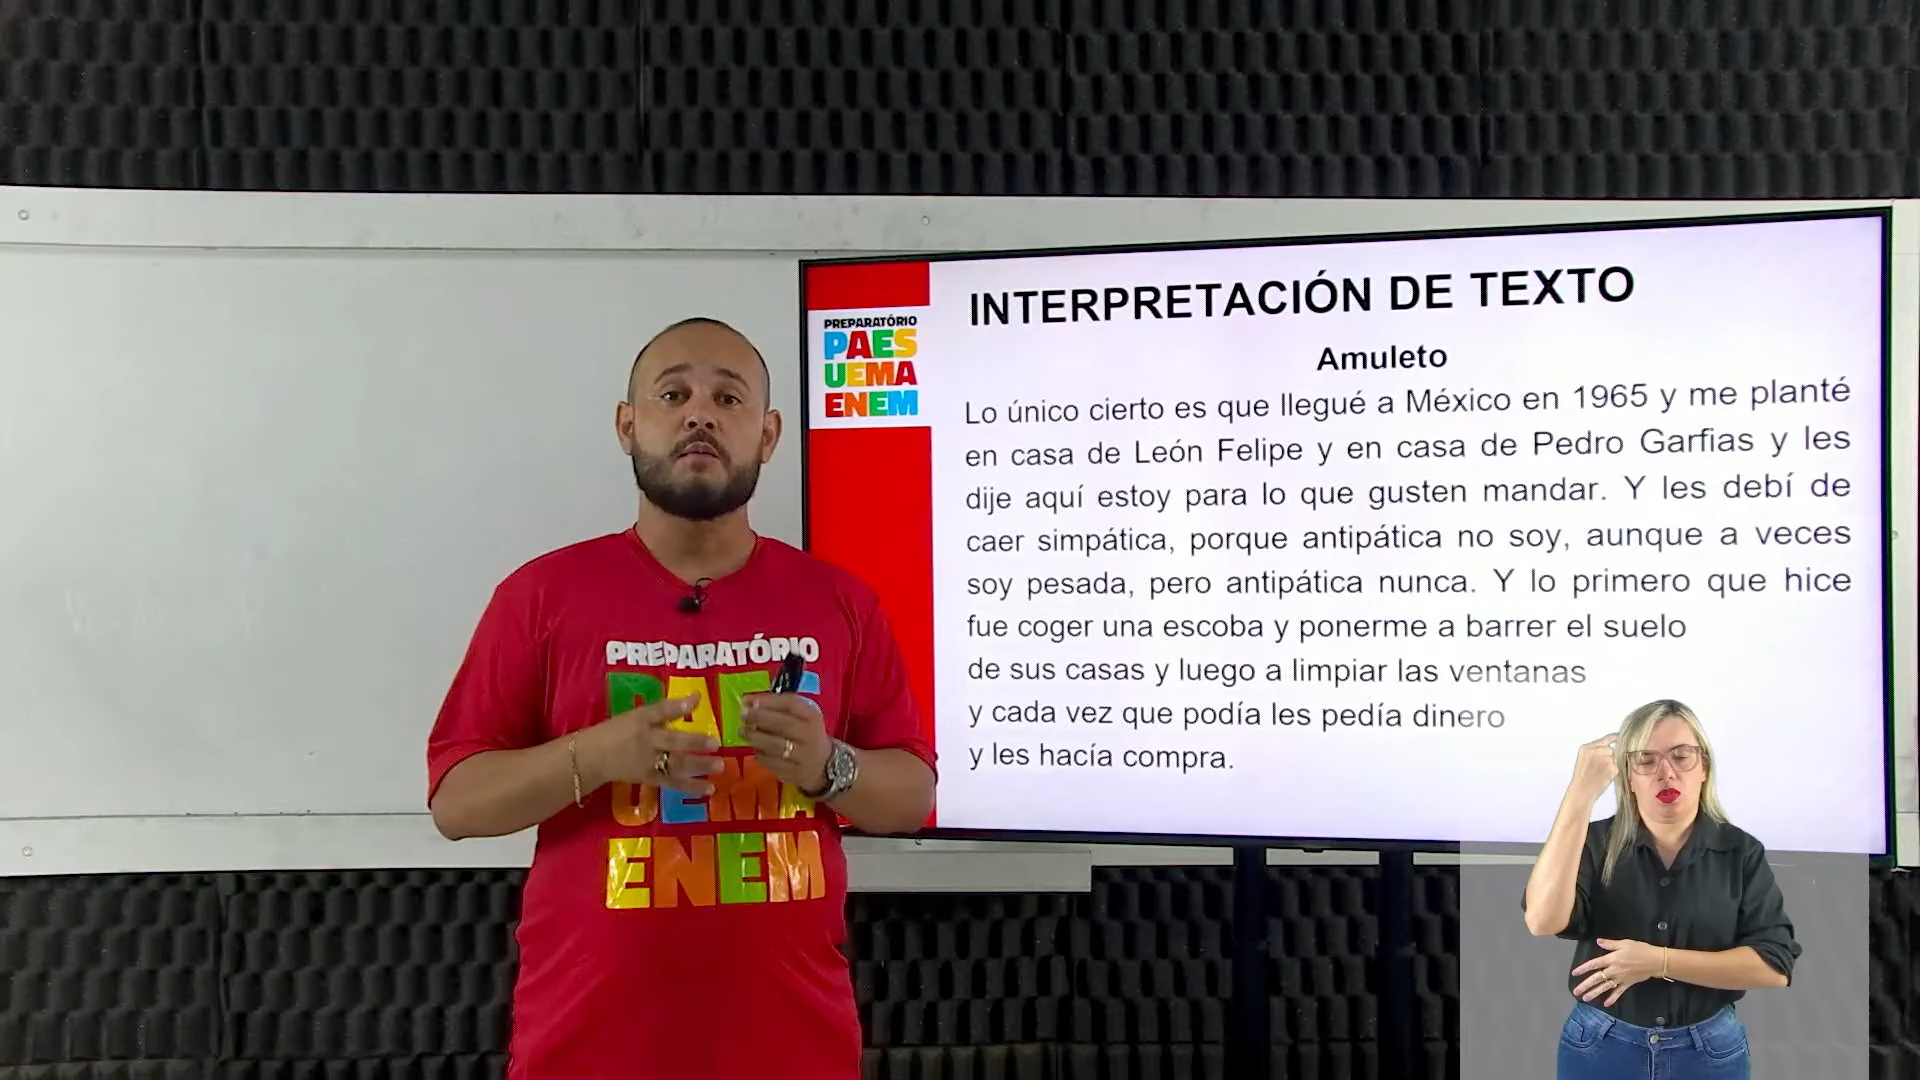 INTERPRETACIÓN DE TEXTO
PREPARATÓRIO
PAES
UEMA
ENEM
Amuleto
Lo único cierto es que llegué a México en 1965 y me planté
en casa de León Felipe y en casa de Pedro Garfias y les
dije aquí estoy para lo que gusten mandar. Y les debí de
caer simpática, porque antipática no soy, aunque a veces
soy pesada, pero antipática nunca. Y lo primero que hice
fue coger una escoba y ponerme a barrer el suelo
de sus casas y luego a limpiar las ventanas
y cada vez que podía les pedía dinero
y les hacía compra.
PREPARATÓRIO
PAES
UEMA
ENEM